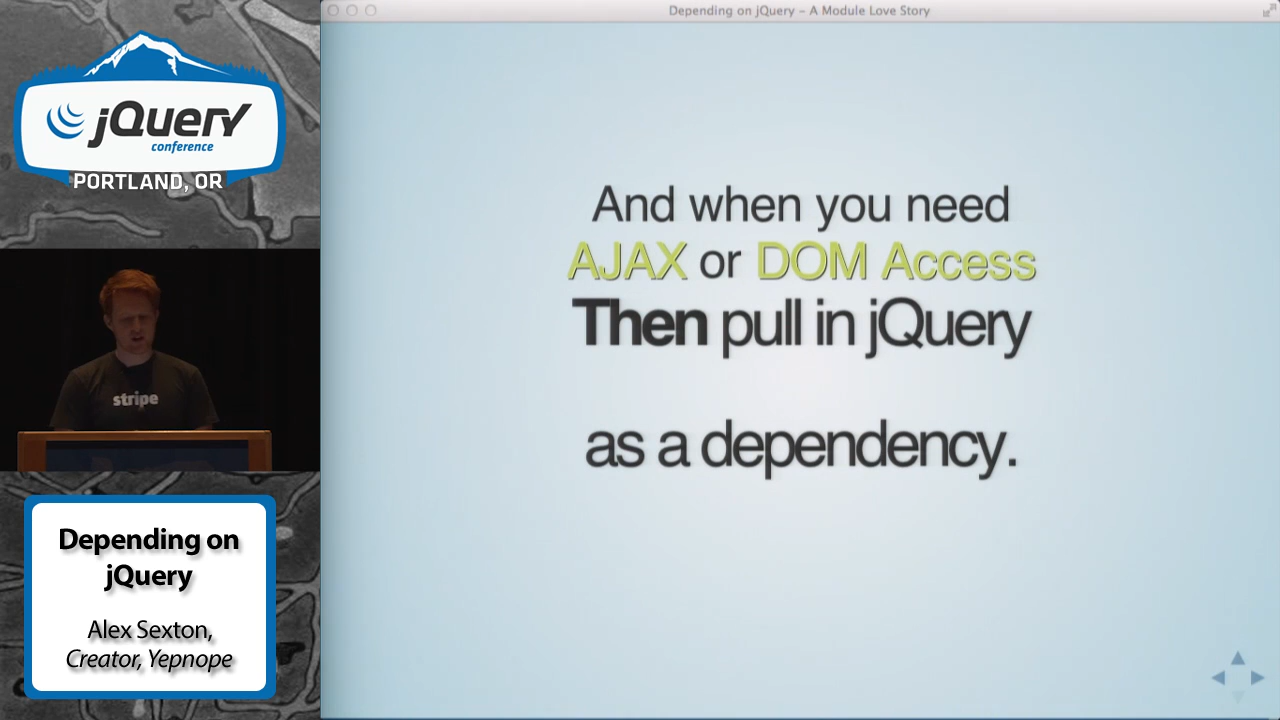 jQuery
conference
PORTLAND, OR
stripe
Depending on
jQuery
Alex Sexton,
Creator, Yepnope
Depending on jQuery – A Module Love Story
And when you need
AJAX or DOM Access
Then pull in jQuery
as a dependency.